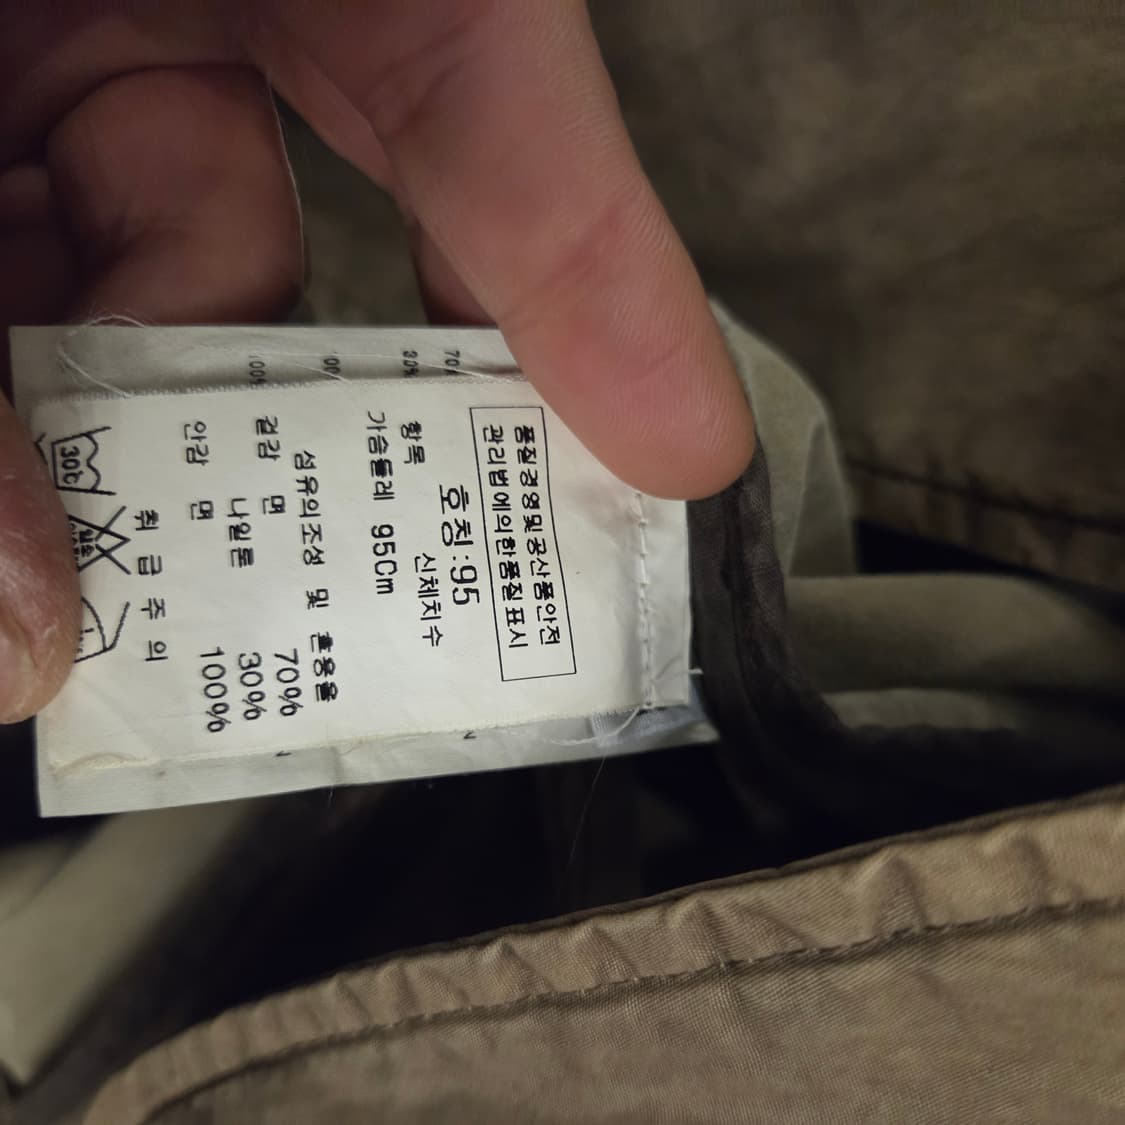 품질경영및공산품안전
관리법에의한품질표시
호칭:95
항목 신체치수
가슴둘레 95Cm
섬유의조성 및 혼용율
겉감 면 70%
나일론 30%
안감 면 100%
취급주의
30℃